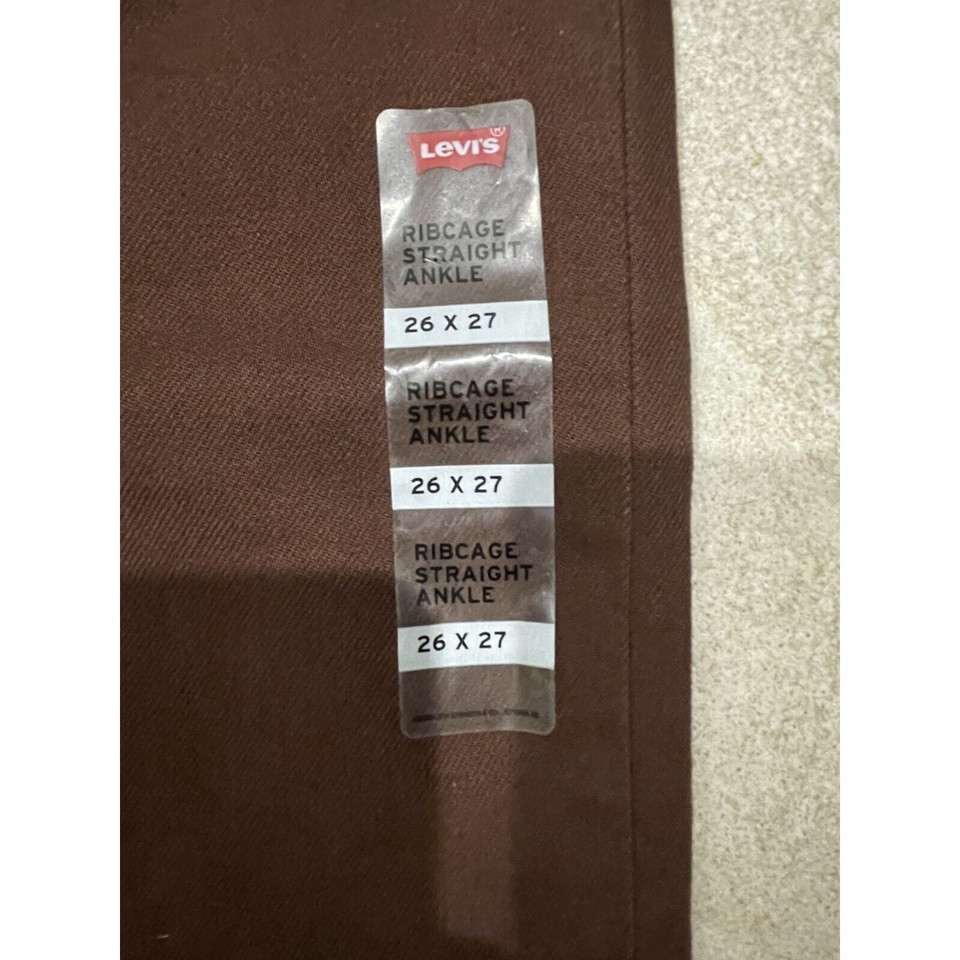 LEVI'S®
RIBCAGE
STRAIGHT
ANKLE
26 X 27
RIBCAGE
STRAIGHT
ANKLE
26 X 27
RIBCAGE
STRAIGHT
ANKLE
26 X 27